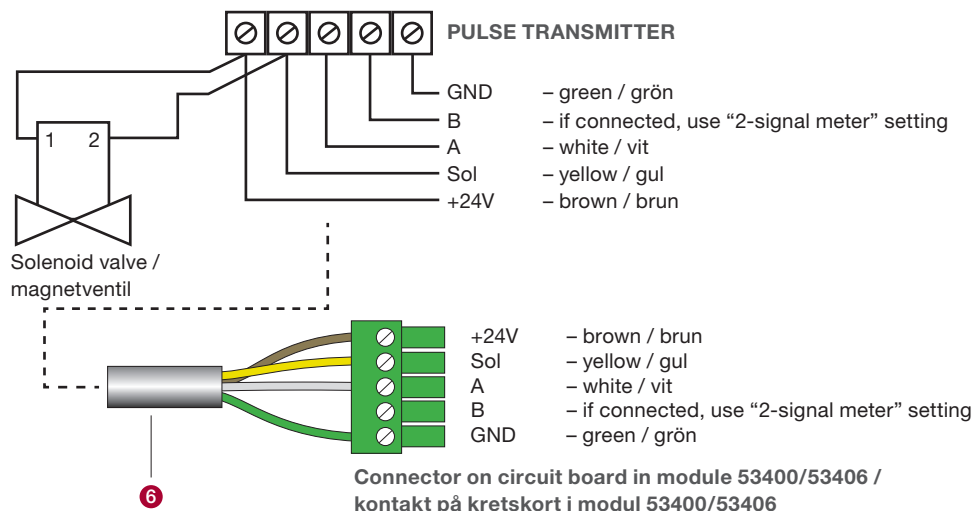 PULSE TRANSMITTER
GND – green / grön
B – if connected, use “2-signal meter” setting
A – white / vit
Sol – yellow / gul
+24V – brown / brun
1 2
Solenoid valve /
magnetventil
+24V – brown / brun
Sol – yellow / gul
A – white / vit
B – if connected, use “2-signal meter” setting
GND – green / grön
6
Connector on circuit board in module 53400/53406 /
kontakt på kretskort i modul 53400/53406